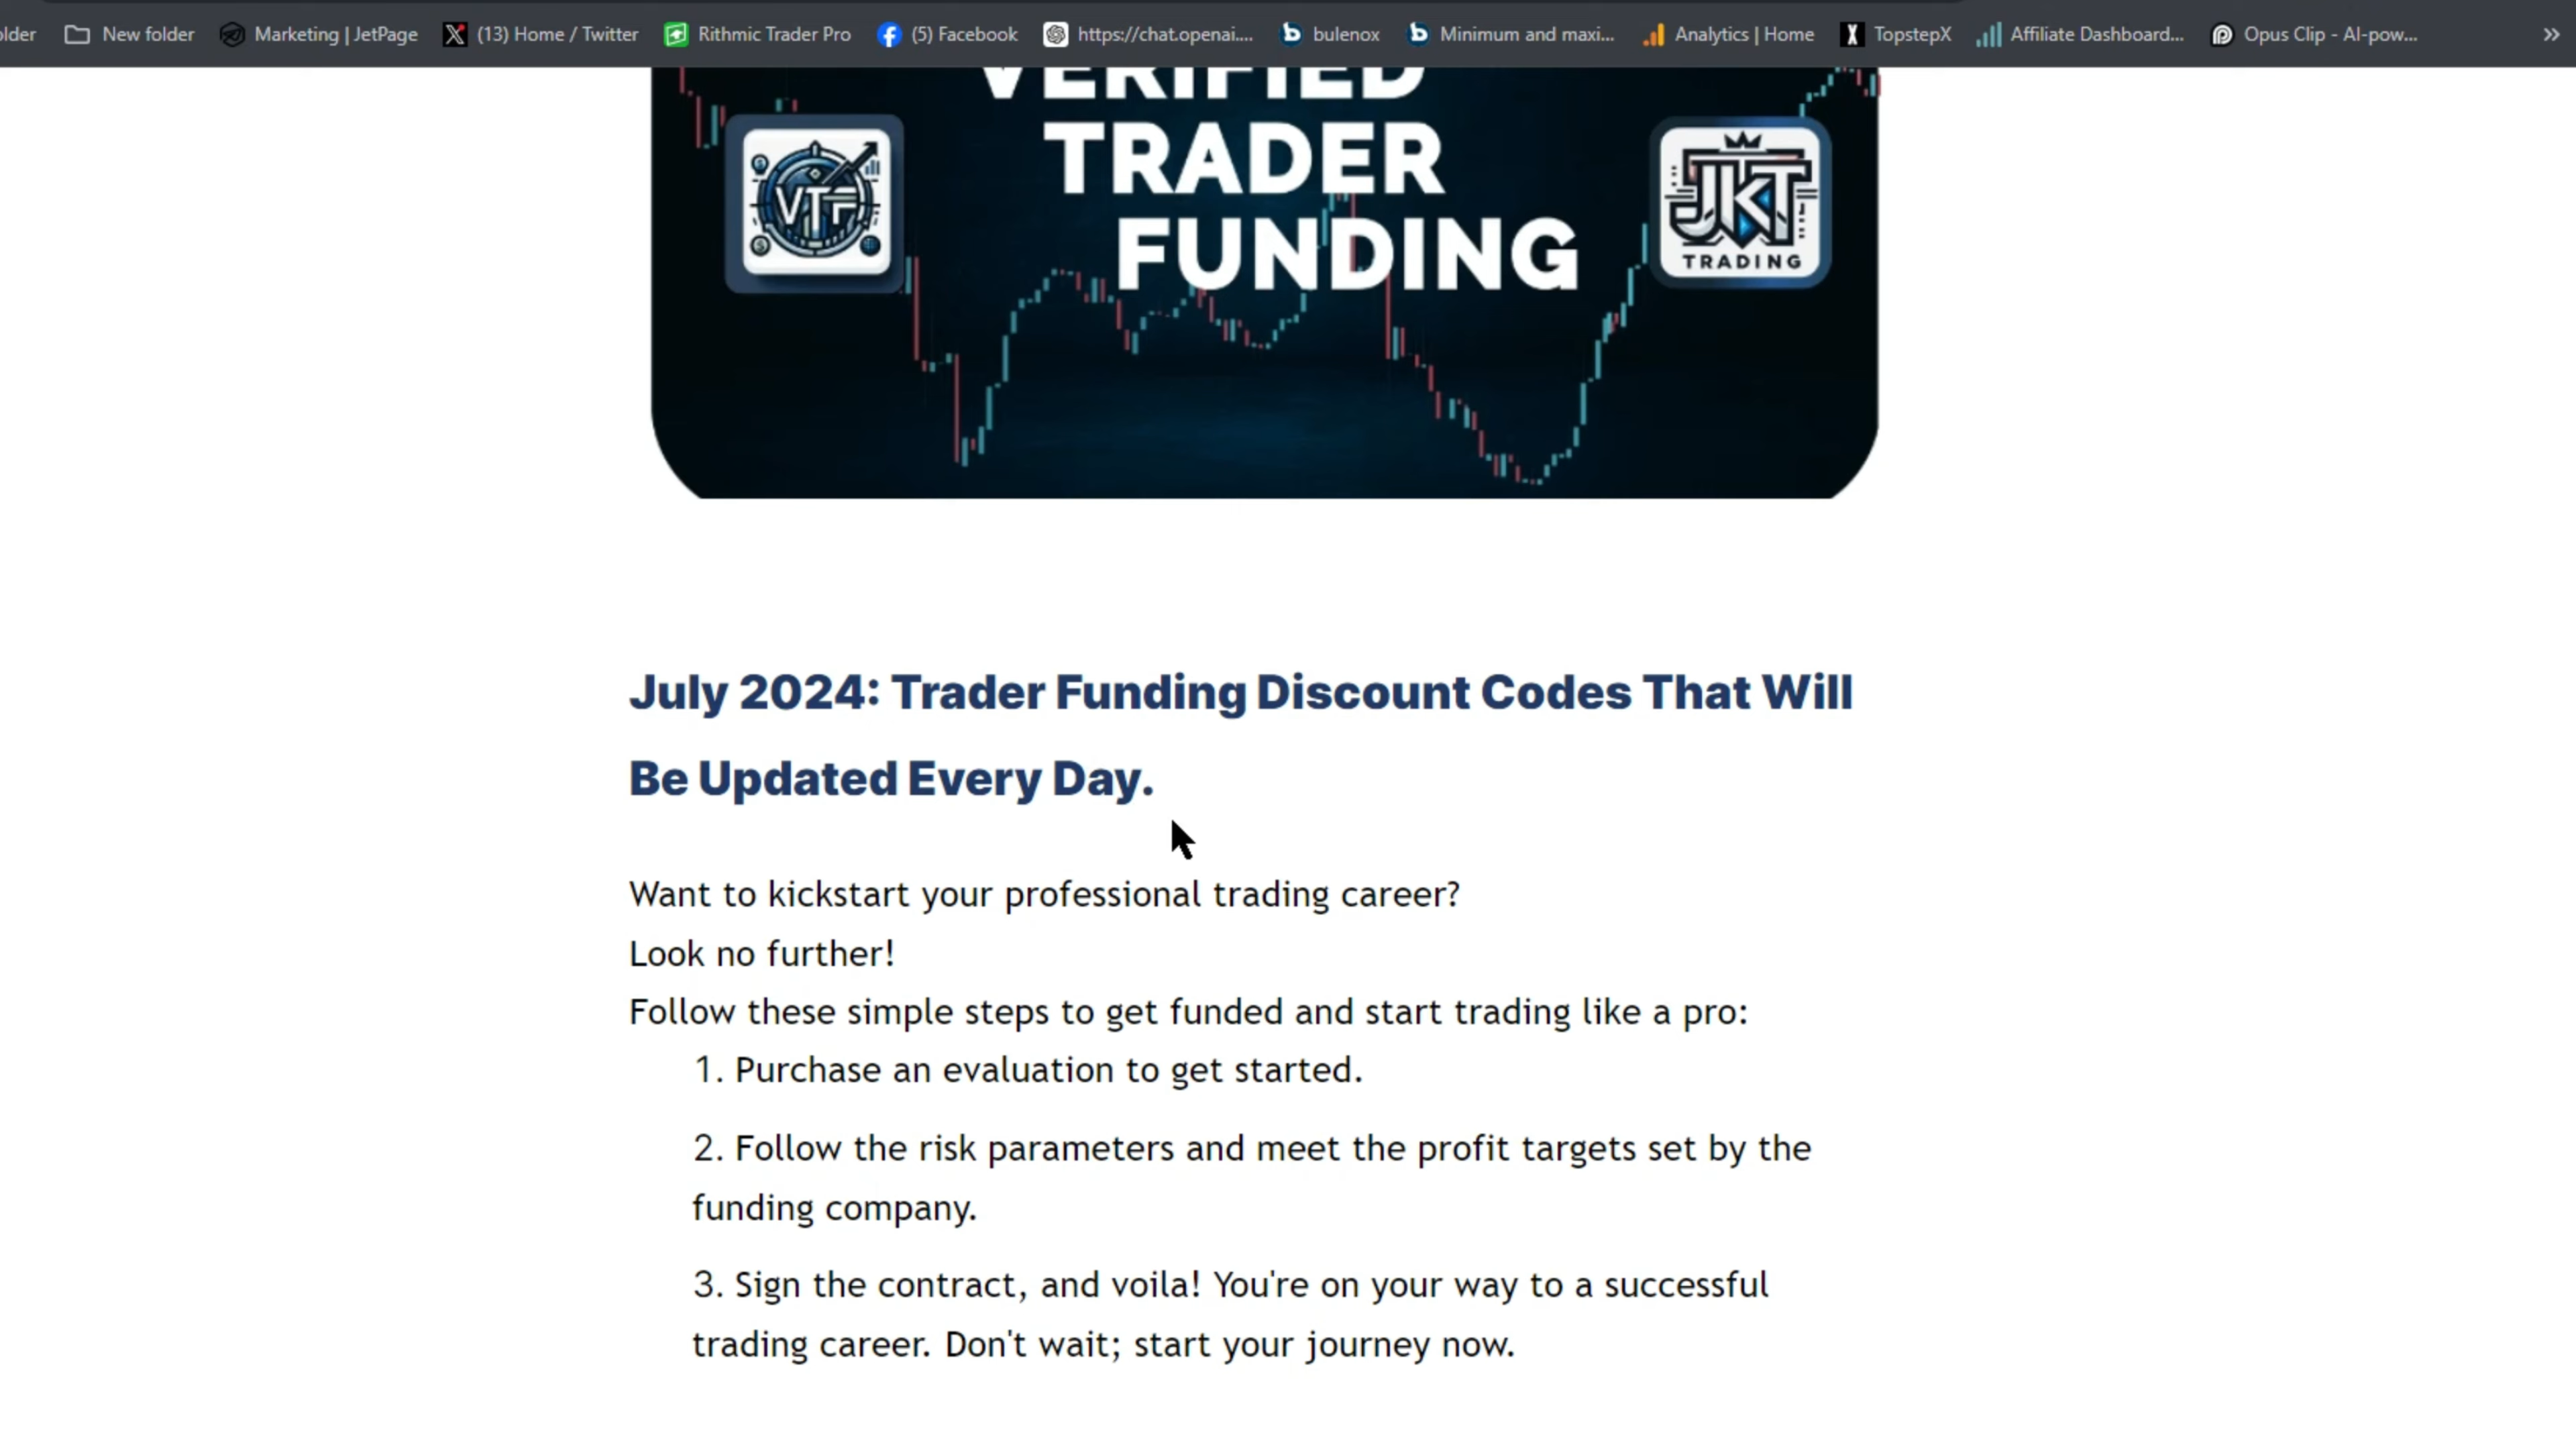 older New folder Marketing | JetPage (13) Home / Twitter Rithmic Trader Pro (5) Facebook https://chat.openai.... bulenox Minimum and maxi... Analytics | Home TopstepX Affiliate Dashboard... Opus Clip - AI-pow... »
VERIFIED
TRADER
FUNDING
VTF
JKT
TRADING
July 2024: Trader Funding Discount Codes That Will
Be Updated Every Day.
Want to kickstart your professional trading career?
Look no further!
Follow these simple steps to get funded and start trading like a pro:
1. Purchase an evaluation to get started.
2. Follow the risk parameters and meet the profit targets set by the
funding company.
3. Sign the contract, and voila! You're on your way to a successful
trading career. Don't wait; start your journey now.